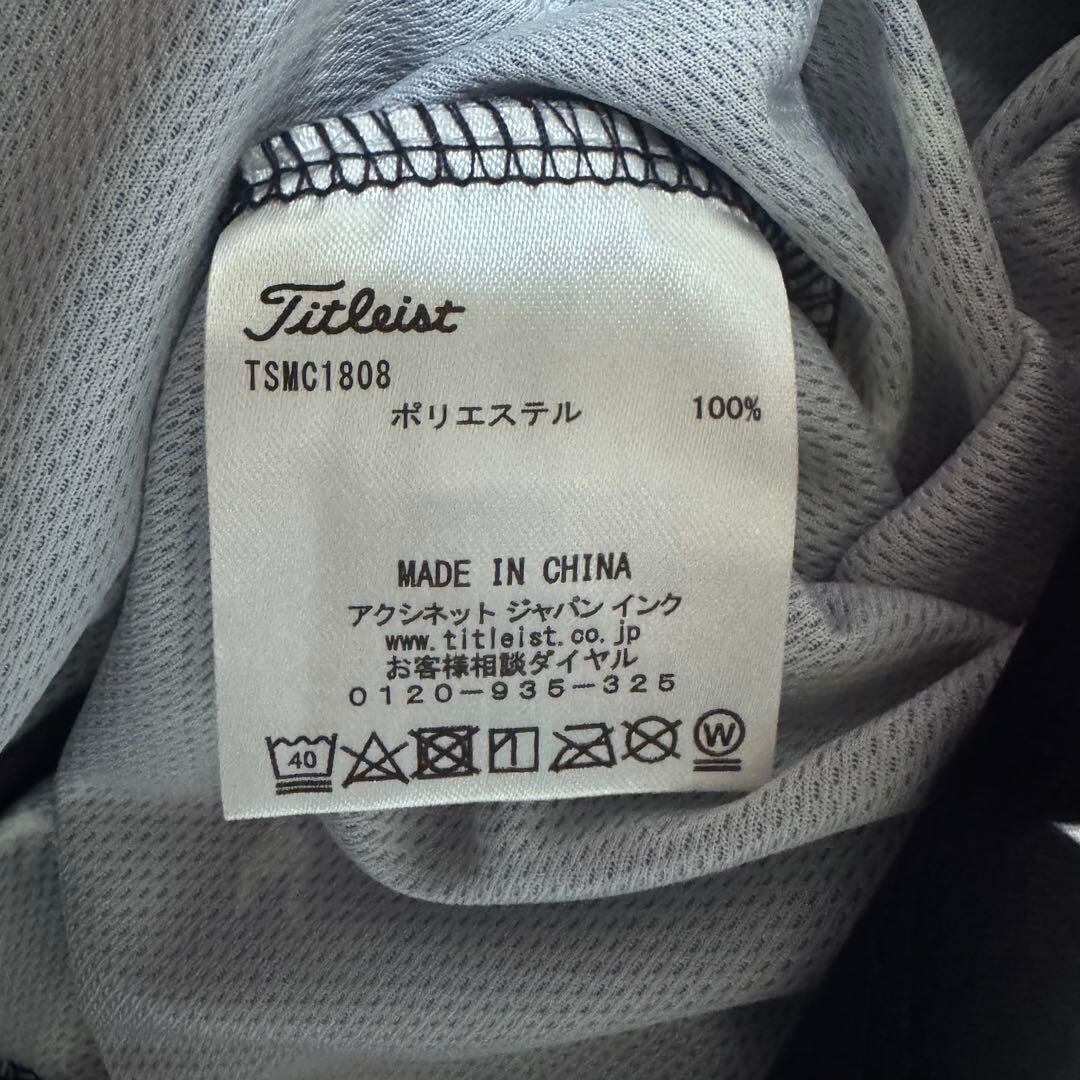 Titleist
TSMC1808
ポリエステル 100%
MADE IN CHINA
アクシネット ジャパン インク
www.titleist.co.jp
お客様相談ダイヤル
0120-935-325
40 W